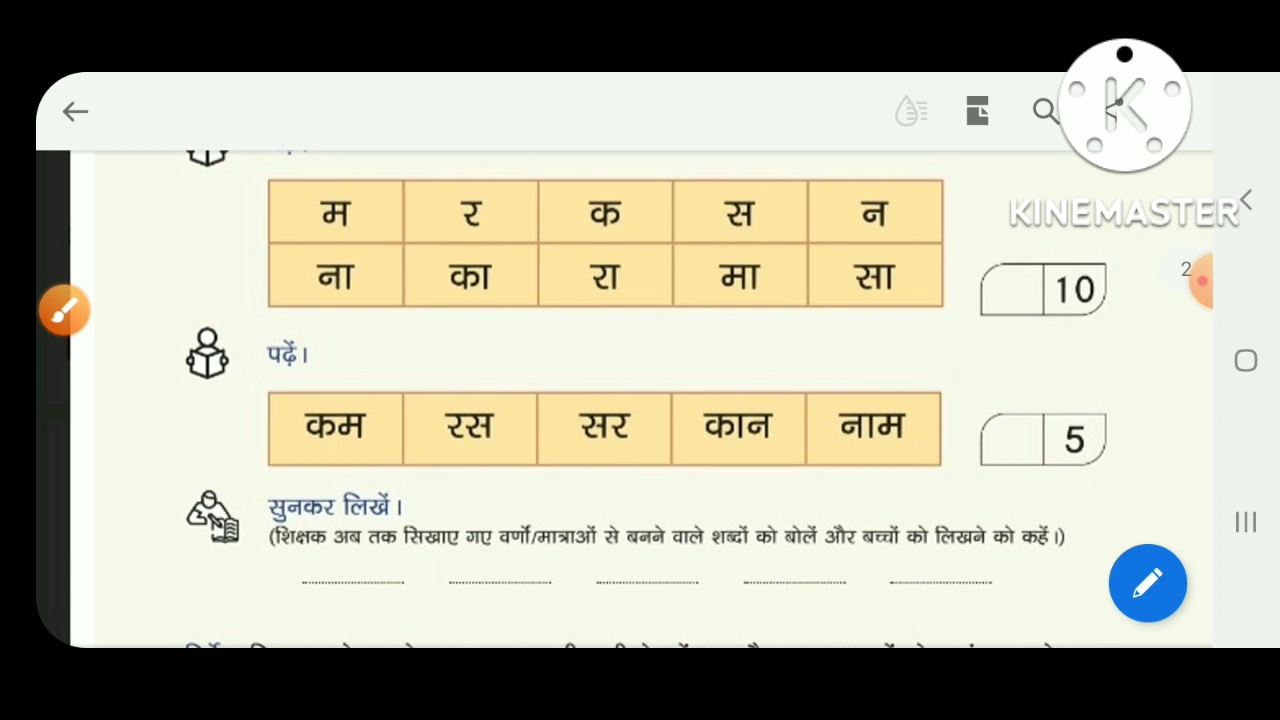 KINEMASTER
म र क स न
ना का रा मा सा
10
2
पढ़ें।
कम रस सर कान नाम
5
सुनकर लिखें।
(शिक्षक अब तक सिखाए गए वर्णो/मात्राओं से बनने वाले शब्दों को बोलें और बच्चों को लिखने को कहें।)